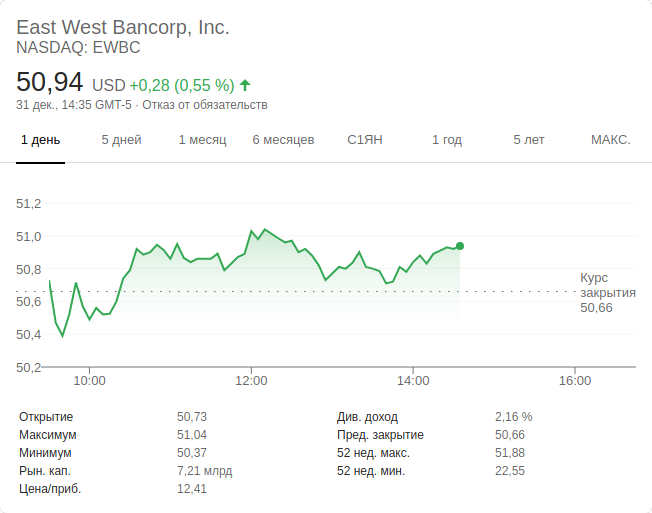 East West Bancorp, Inc.
NASDAQ: EWBC
50,94 USD +0,28 (0,55 %)
31 дек., 14:35 GMT-5 · Отказ от обязательств
1 день 5 дней 1 месяц 6 месяцев С1ЯН 1 год 5 лет МАКС.
51,2
51,0
50,8
50,6
50,4
50,2
Курс
закрытия
50,66
10:00 12:00 14:00 16:00
Открытие 50,73 Див. доход 2,16 %
Максимум 51,04 Пред. закрытие 50,66
Минимум 50,37 52 нед. макс. 51,88
Рын. кап. 7,21 млрд 52 нед. мин. 22,55
Цена/приб. 12,41